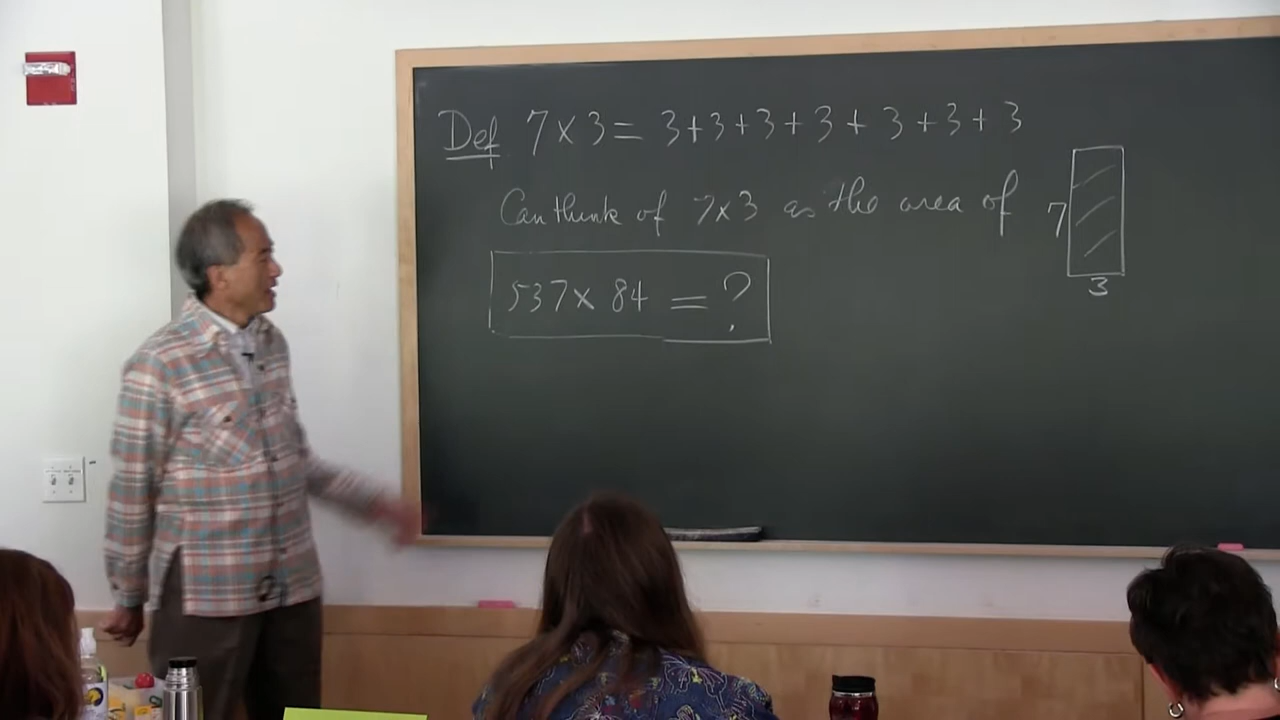 Def 7 x 3 = 3+3+3+3+3+3+3
Can think of 7x3 as the area of
7
3
537x 84 = ?